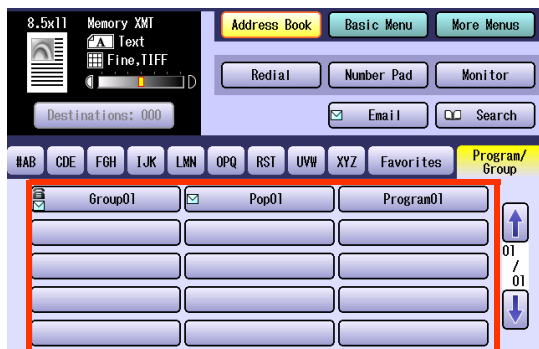 8.5x11 Memory XMT
A Text
Fine,TIFF
D
Destinations: 000
Address Book Basic Menu More Menus
Redial Number Pad Monitor
Email Search
#AB CDE FGH IJK LMN OPQ RST UVW XYZ Favorites Program/
Group
Group01 Pop01 Program01
01
/
01